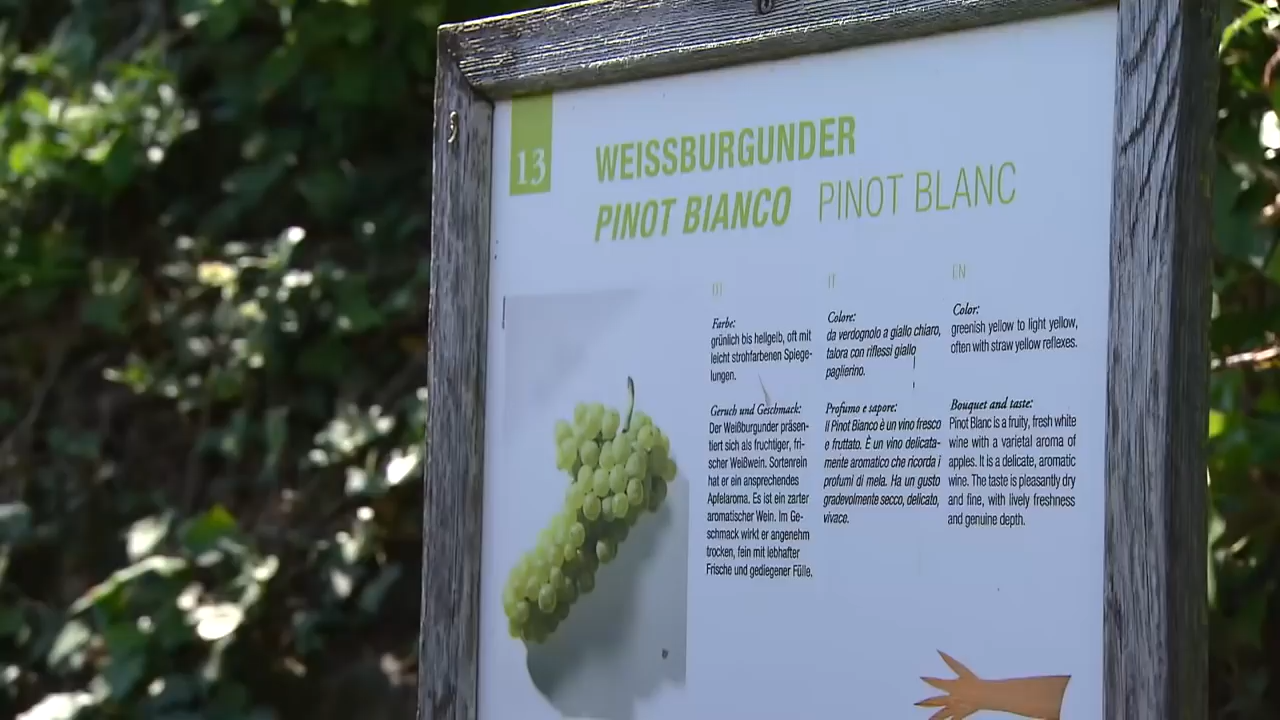 13
WEISSBURGUNDER
PINOT BIANCO PINOT BLANC
DT
Farbe:
grünlich bis hellgelb, oft mit
leicht strohfarbenen Spiege-
lungen.
Geruch und Geschmack:
Der Weißburgunder präsen-
tiert sich als fruchtiger, fri-
scher Weißwein. Sortenrein
hat er ein ansprechendes
Apfelaroma. Es ist ein zarter
aromatischer Wein. Im Ge-
schmack wirkt er angenehm
trocken, fein mit lebhafter
Frische und gediegener Fülle.
IT
Colore:
da verdognolo a giallo chiaro,
talora con riflessi giallo
paglierino.
Profumo e sapore:
Il Pinot Bianco è un vino fresco
e fruttato. È un vino delicata-
mente aromatico che ricorda i
profumi di mela. Ha un gusto
gradevolmente secco, delicato,
vivace.
EN
Color:
greenish yellow to light yellow,
often with straw yellow reflexes.
Bouquet and taste:
Pinot Blanc is a fruity, fresh white
wine with a varietal aroma of
apples. It is a delicate, aromatic
wine. The taste is pleasantly dry
and fine, with lively freshness
and genuine depth.